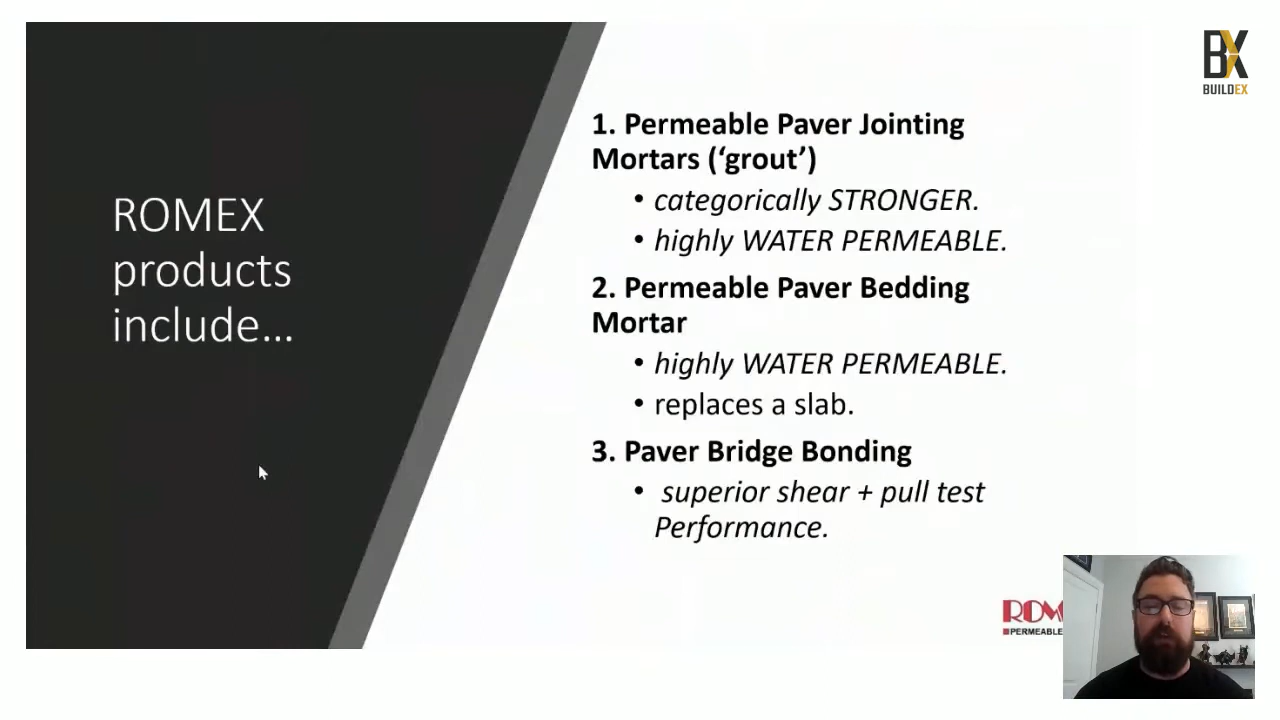 BX
BUILDEX
ROMEX
products
include...
1. Permeable Paver Jointing
Mortars (‘grout’)
• categorically STRONGER.
• highly WATER PERMEABLE.
2. Permeable Paver Bedding
Mortar
• highly WATER PERMEABLE.
• replaces a slab.
3. Paver Bridge Bonding
• superior shear + pull test
Performance.
PERMEABLE